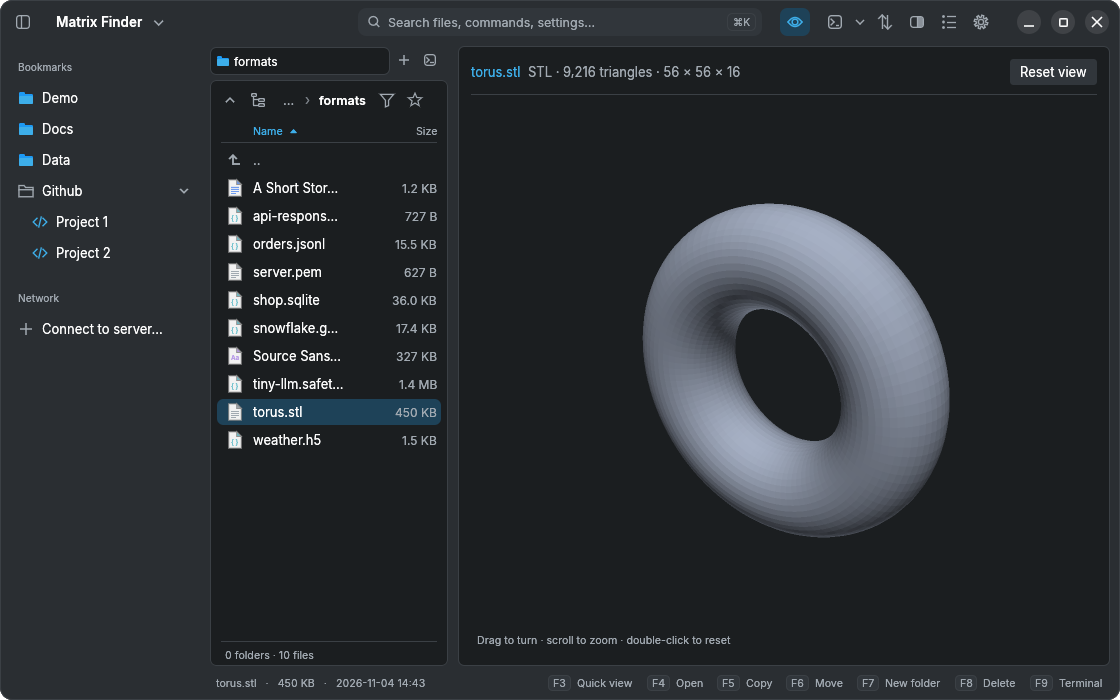 Matrix Finder
Search files, commands, settings... ⌘K
Bookmarks
Demo
Docs
Data
Github
Project 1
Project 2
Network
Connect to server...
formats
... › formats
Name Size
..
A Short Stor... 1.2 KB
api-respons... 727 B
orders.jsonl 15.5 KB
server.pem 627 B
shop.sqlite 36.0 KB
snowflake.g... 17.4 KB
Source Sans... 327 KB
tiny-llm.safet... 1.4 MB
torus.stl 450 KB
weather.h5 1.5 KB
0 folders · 10 files
torus.stl STL · 9,216 triangles · 56 × 56 × 16
Reset view
Drag to turn · scroll to zoom · double-click to reset
torus.stl · 450 KB · 2026-11-04 14:43
F3 Quick view F4 Open F5 Copy F6 Move F7 New folder F8 Delete F9 Terminal